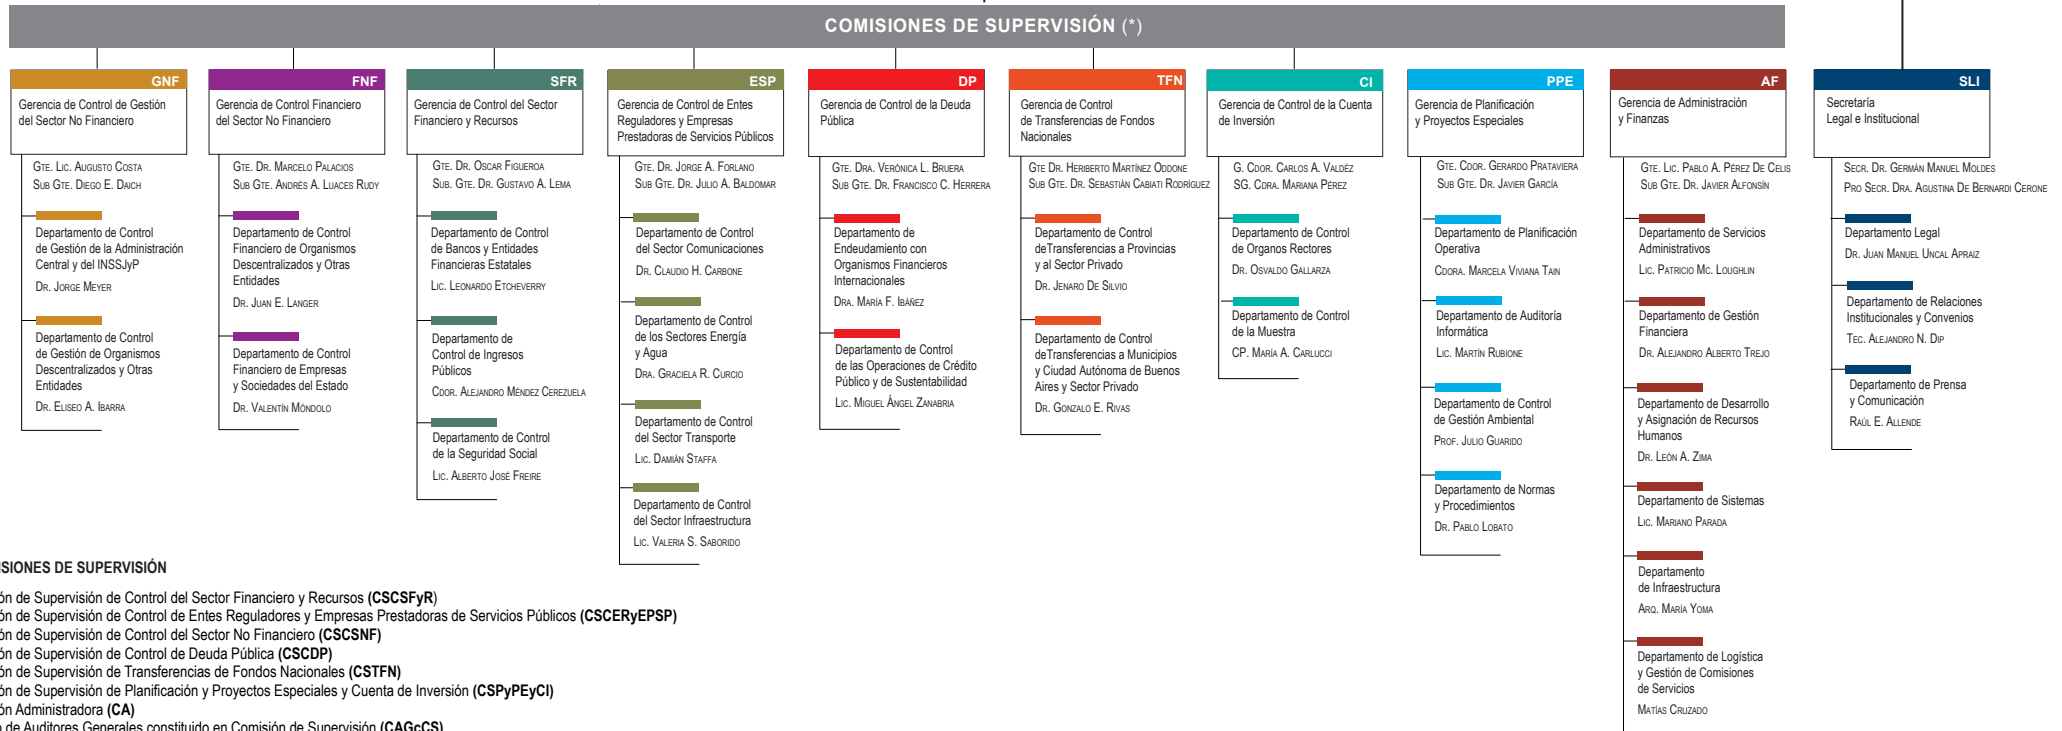 COMISIONES DE SUPERVISIÓN (*)
GNF
Gerencia de Control de Gestión
del Sector No Financiero
Gte. Lic. Augusto Costa
Sub Gte. Diego E. Daich
Departamento de Control
de Gestión de la Administración
Central y del INSSJyP
Dr. Jorge Meyer
Departamento de Control
de Gestión de Organismos
Descentralizados y Otras
Entidades
Dr. Eliseo A. Ibarra
FNF
Gerencia de Control Financiero
del Sector No Financiero
Gte. Dr. Marcelo Palacios
Sub Gte. Andrés A. Luaces Rudy
Departamento de Control
Financiero de Organismos
Descentralizados y Otras
Entidades
Dr. Juan E. Langer
Departamento de Control
Financiero de Empresas
y Sociedades del Estado
Dr. Valentín Móndolo
SFR
Gerencia de Control del Sector
Financiero y Recursos
Gte. Dr. Oscar Figueroa
Sub. Gte. Dr. Gustavo A. Lema
Departamento de Control
de Bancos y Entidades
Financieras Estatales
Lic. Leonardo Etcheverry
Departamento de
Control de Ingresos
Públicos
Cdor. Alejandro Méndez Cerezuela
Departamento de Control
de la Seguridad Social
Lic. Alberto José Freire
ESP
Gerencia de Control de Entes
Reguladores y Empresas
Prestadoras de Servicios Públicos
Gte. Dr. Jorge A. Forlano
Sub Gte. Dr. Julio A. Baldomar
Departamento de Control
del Sector Comunicaciones
Dr. Claudio H. Carbone
Departamento de Control
de los Sectores Energía
y Agua
Dra. Graciela R. Curcio
Departamento de Control
del Sector Transporte
Lic. Damián Staffa
Departamento de Control
del Sector Infraestructura
Lic. Valeria S. Saborido
DP
Gerencia de Control de la Deuda
Pública
Gte. Dra. Verónica L. Bruera
Sub Gte. Dr. Francisco C. Herrera
Departamento de
Endeudamiento con
Organismos Financieros
Internacionales
Dra. María F. Ibáñez
Departamento de Control
de las Operaciones de Crédito
Público y de Sustentabilidad
Lic. Miguel Ángel Zanabria
TFN
Gerencia de Control
de Transferencias de Fondos
Nacionales
Gte Dr. Heriberto Martínez Oddone
Sub Gte. Dr. Sebastián Cabiati Rodríguez
Departamento de Control
deTransferencias a Provincias
y al Sector Privado
Dr. Jenaro De Silvio
Departamento de Control
deTransferencias a Municipios
y Ciudad Autónoma de Buenos
Aires y Sector Privado
Dr. Gonzalo E. Rivas
CI
Gerencia de Control de la Cuenta
de Inversión
G. Cdor. Carlos A. Valdéz
SG. Cdra. Mariana Pérez
Departamento de Control
de Organos Rectores
Dr. Osvaldo Gallarza
Departamento de Control
de la Muestra
CP. María A. Carlucci
PPE
Gerencia de Planificación
y Proyectos Especiales
Gte. Cdor. Gerardo Prataviera
Sub Gte. Dr. Javier García
Departamento de Planificación
Operativa
Cdora. Marcela Viviana Tain
Departamento de Auditoría
Informática
Lic. Martín Rubione
Departamento de Control
de Gestión Ambiental
Prof. Julio Guarido
Departamento de Normas
y Procedimientos
Dr. Pablo Lobato
AF
Gerencia de Administración
y Finanzas
Gte. Lic. Pablo A. Pérez De Celis
Sub Gte. Dr. Javier Alfonsín
Departamento de Servicios
Administrativos
Lic. Patricio Mc. Loughlin
Departamento de Gestión
Financiera
Dr. Alejandro Alberto Trejo
Departamento de Desarrollo
y Asignación de Recursos
Humanos
Dr. León A. Zima
Departamento de Sistemas
Lic. Mariano Parada
Departamento
de Infraestructura
Arq. María Yoma
Departamento de Logística
y Gestión de Comisiones
de Servicios
Matías Cruzado
SLI
Secretaría
Legal e Institucional
Secr. Dr. Germán Manuel Moldes
Pro Secr. Dra. Agustina De Bernardi Cerone
Departamento Legal
Dr. Juan Manuel Uncal Apraiz
Departamento de Relaciones
Institucionales y Convenios
Tec. Alejandro N. Dip
Departamento de Prensa
y Comunicación
Raúl E. Allende
ISIONES DE SUPERVISIÓN
ón de Supervisión de Control del Sector Financiero y Recursos (CSCSFyR)
ón de Supervisión de Control de Entes Reguladores y Empresas Prestadoras de Servicios Públicos (CSCERyEPSP)
ón de Supervisión de Control del Sector No Financiero (CSCSNF)
ón de Supervisión de Control de Deuda Pública (CSCDP)
ón de Supervisión de Transferencias de Fondos Nacionales (CSTFN)
ón de Supervisión de Planificación y Proyectos Especiales y Cuenta de Inversión (CSPyPEyCI)
ón Administradora (CA)
de Auditores Generales constituido en Comisión de Supervisión (CAGcCS)